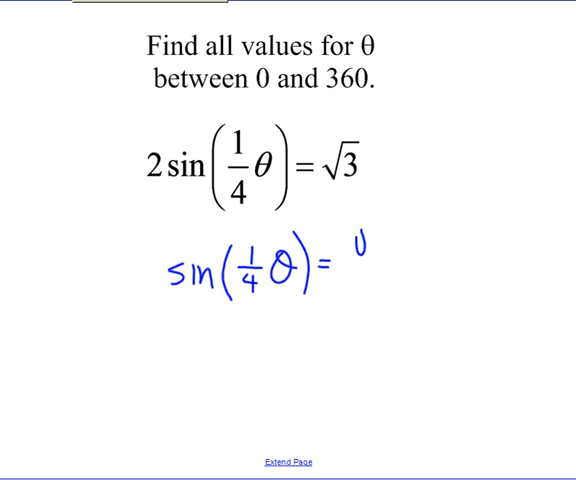 Find all values for θ
between 0 and 360.
2 sin(1/4 θ) = √3
sin(1/4 θ) =
Extend Page